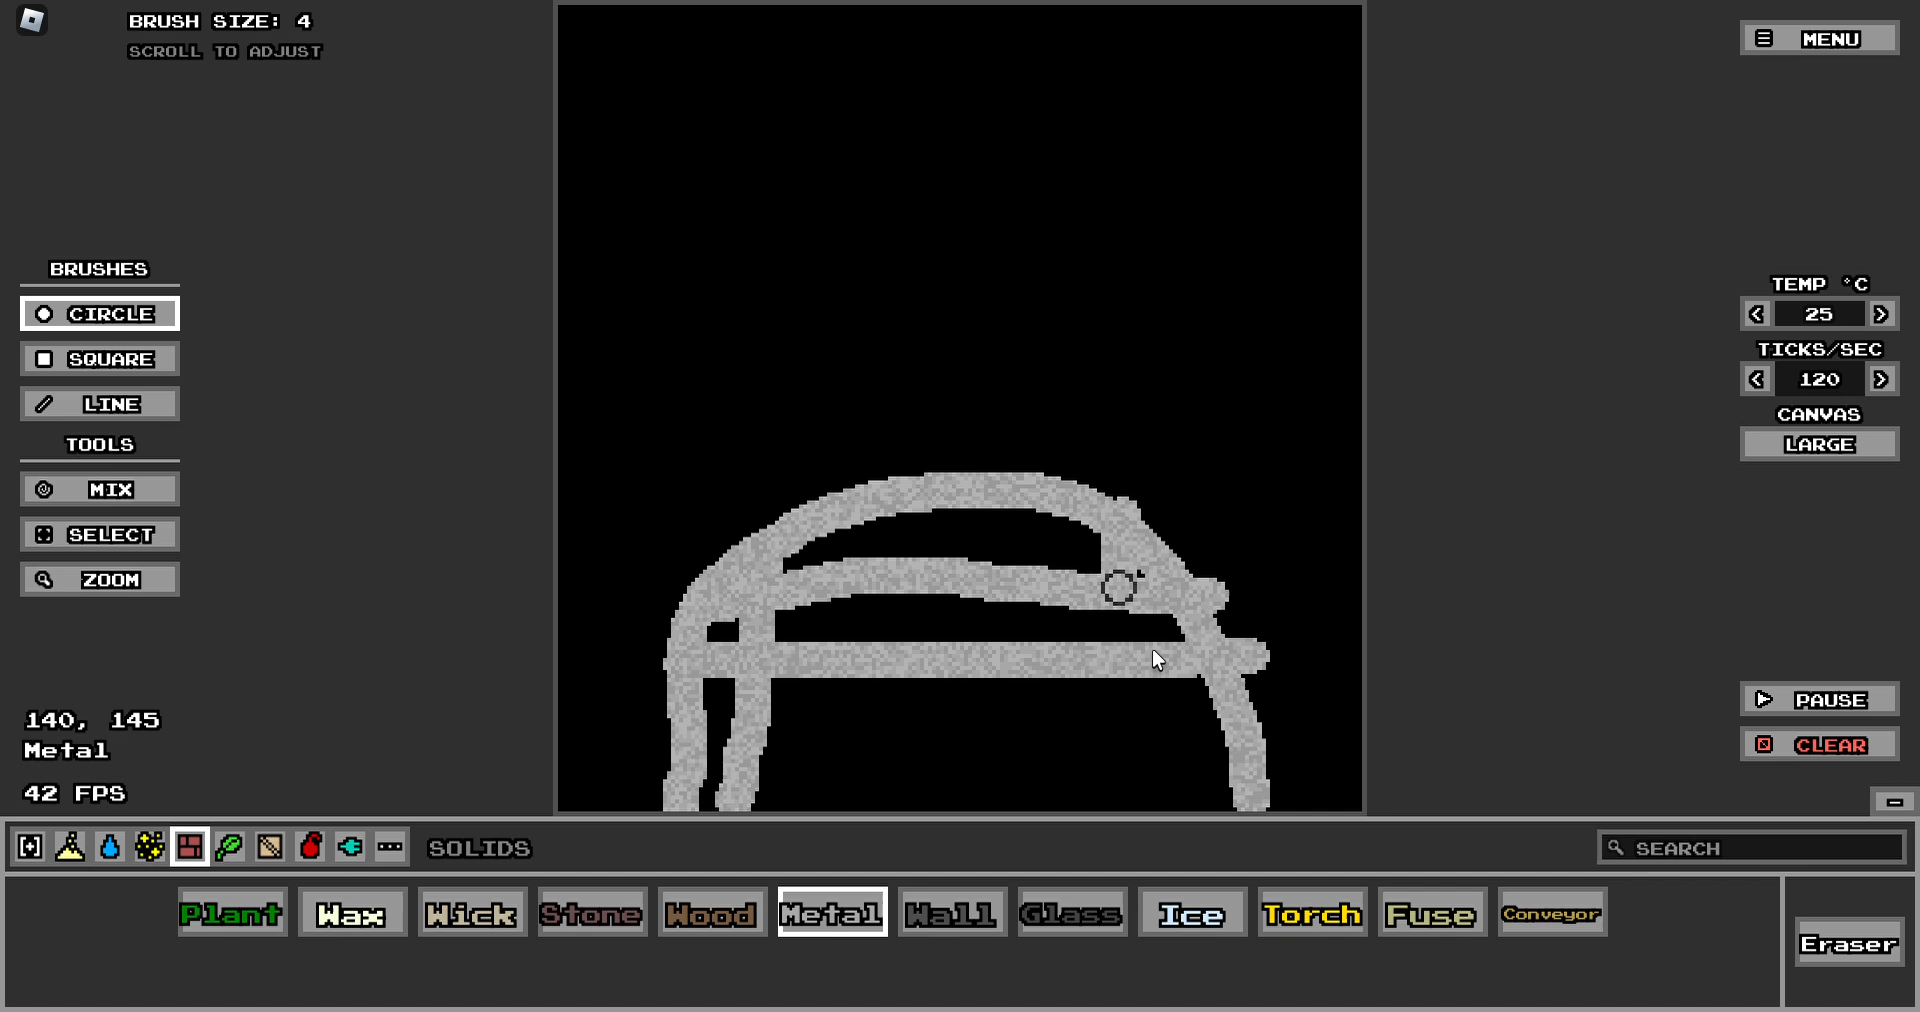 BRUSH SIZE: 4
SCROLL TO ADJUST
MENU
BRUSHES
CIRCLE
SQUARE
LINE
TOOLS
MIX
SELECT
ZOOM
TEMP °C
< 25 >
TICKS/SEC
< 120 >
CANVAS
LARGE
140, 145
Metal
42 FPS
PAUSE
CLEAR
SOLIDS
SEARCH
Plant Wax Wick Stone Wood Metal Wall Glass Ice Torch Fuse Conveyor
Eraser